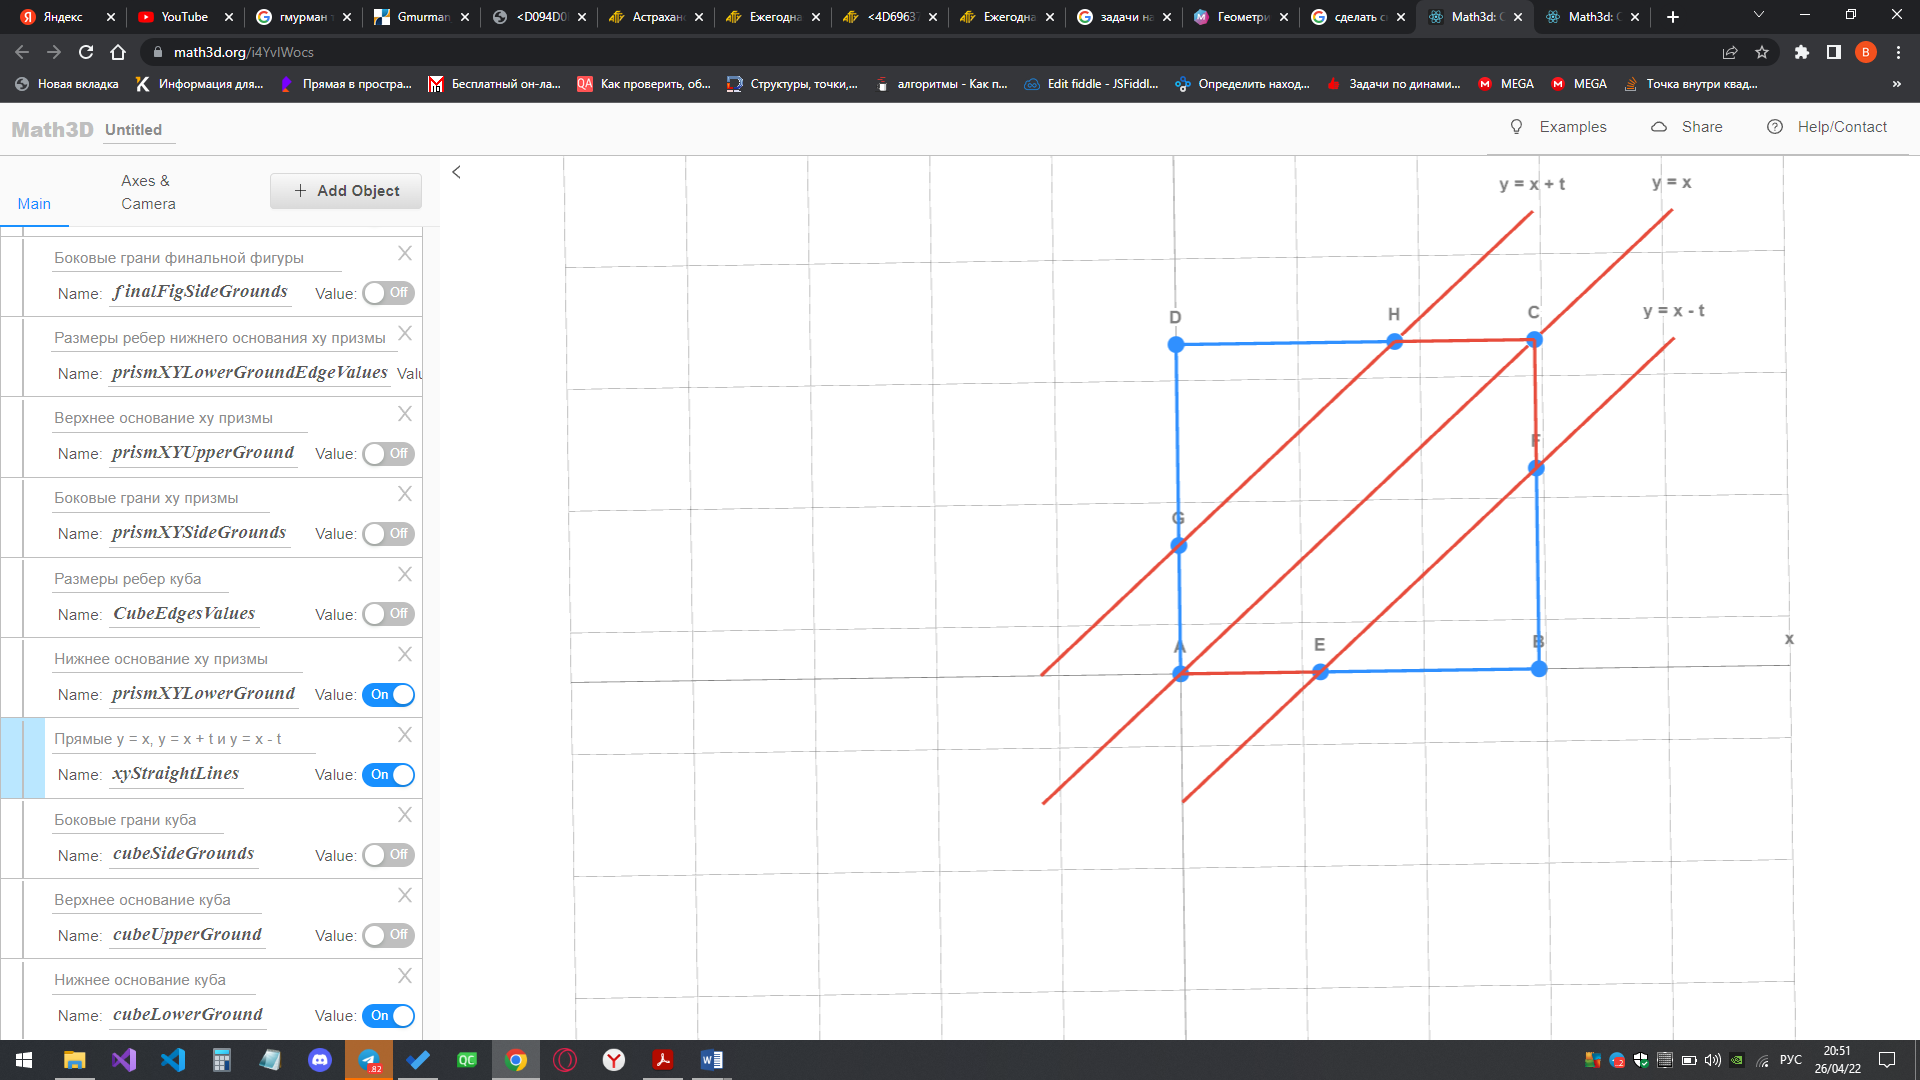 Яндекс
YouTube
гмурман т
Gmurman
<D094D0
Астрахан
Ежегодна
<4D6963
Ежегодна
задачи на
Геометри
сделать с
Math3d: 
Math3d: 
math3d.org/i4YvlWocs
Новая вкладка
Информация для...
Прямая в простра...
Бесплатный он-ла...
Как проверить, об...
Структуры, точки,...
алгоритмы - Как п...
Edit fiddle - JSFiddl...
Определить наход...
Задачи по динами...
MEGA
MEGA
Точка внутри квад...
»
Math3D
Untitled
Examples
Share
Help/Contact
Main
Axes &
Camera
+ Add Object
Боковые грани финальной фигуры
Name: finalFigSideGrounds Value: Off
Размеры ребер нижнего основания xy призмы
Name: prismXYLowerGroundEdgeValues Valu
Верхнее основание xy призмы
Name: prismXYUpperGround Value: Off
Боковые грани xy призмы
Name: prismXYSideGrounds Value: Off
Размеры ребер куба
Name: CubeEdgesValues Value: Off
Нижнее основание xy призмы
Name: prismXYLowerGround Value: On
Прямые y = x, y = x + t и y = x - t
Name: xyStraightLines Value: On
Боковые грани куба
Name: cubeSideGrounds Value: Off
Верхнее основание куба
Name: cubeUpperGround Value: Off
Нижнее основание куба
Name: cubeLowerGround Value: On
y = x + t
y = x
y = x - t
D
H
C
F
G
A
E
B
x
82
QC
РУС
20:51
26/04/22